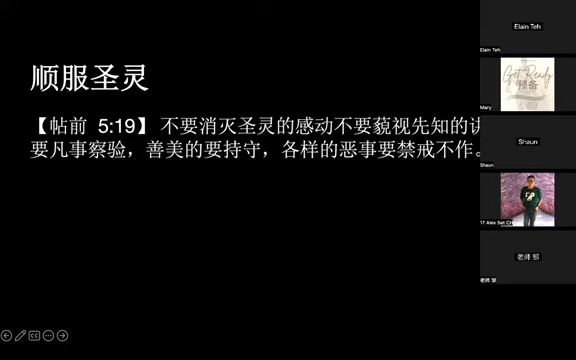 顺服圣灵
【帖前 5:19】 不要消灭圣灵的感动不要藐视先知的
要凡事察验，善美的要持守，各样的恶事要禁戒不作。
Elain Teh
Elain Teh
Get Ready
预备
Mary
Shaun
Shaun
17 Alex Set CH
老师 邹
老师 邹